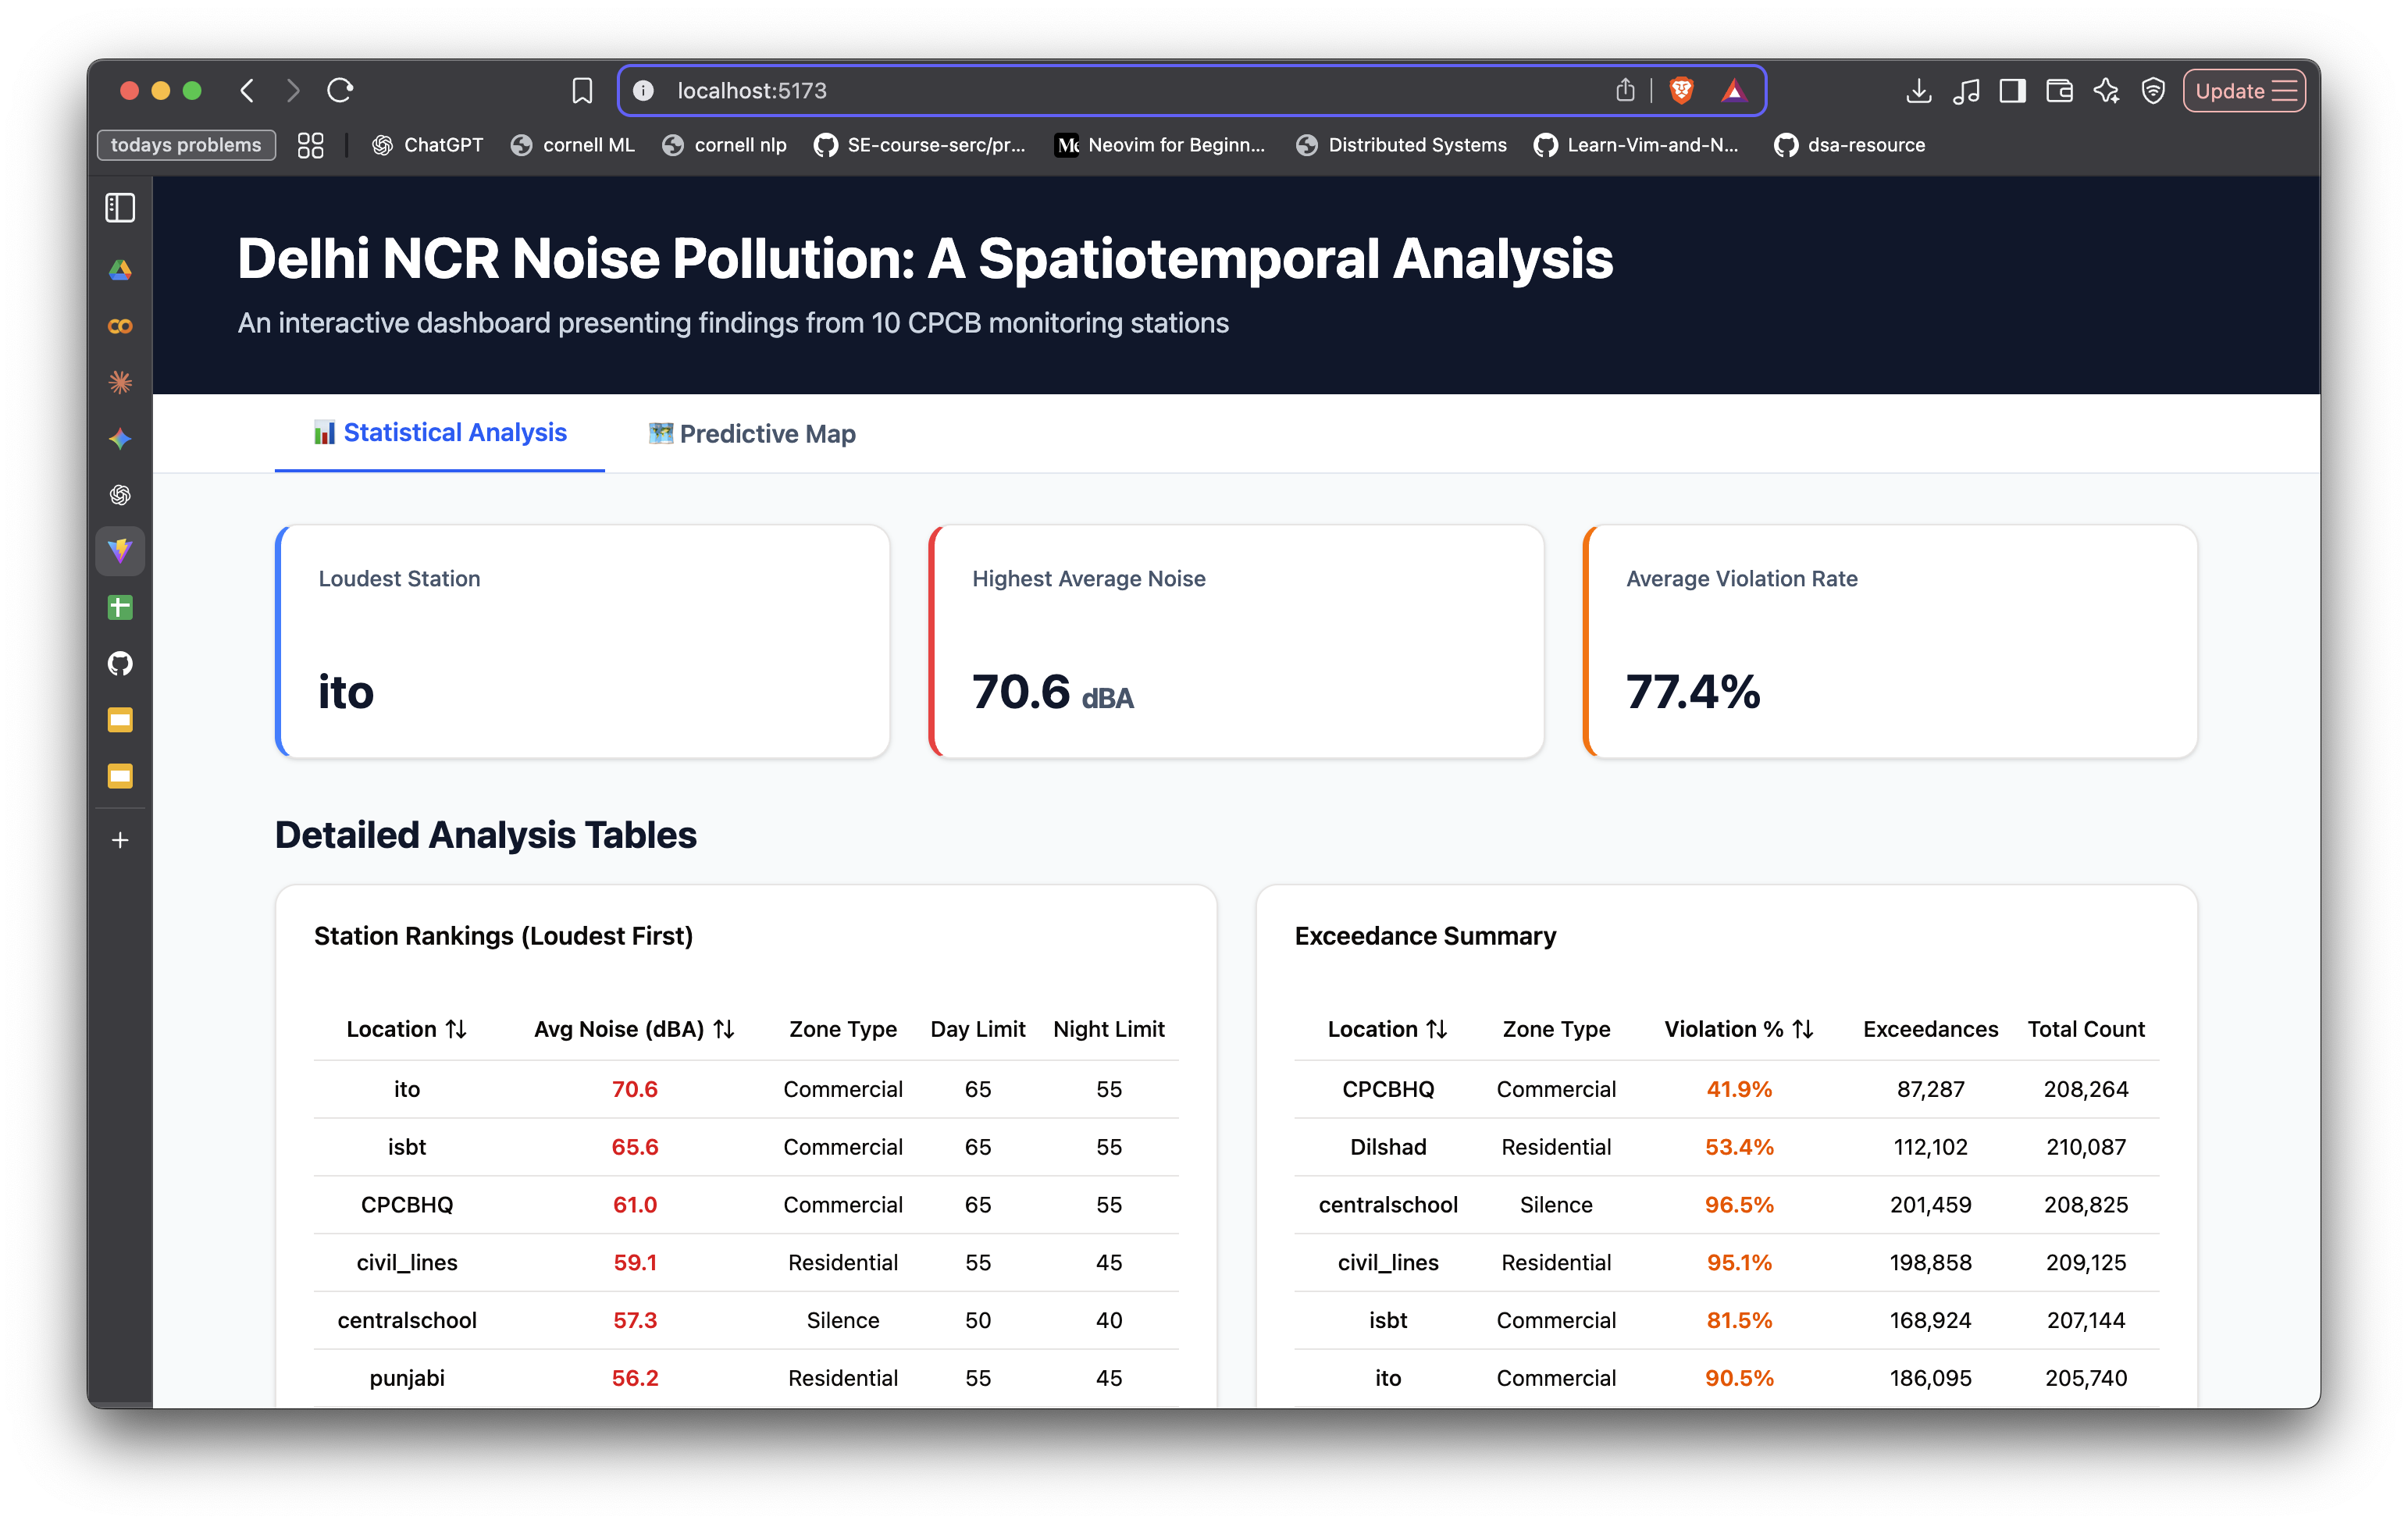 localhost:5173
Update
todays problems
ChatGPT
cornell ML
cornell nlp
SE-course-serc/pr...
Neovim for Beginn...
Distributed Systems
Learn-Vim-and-N...
dsa-resource
Delhi NCR Noise Pollution: A Spatiotemporal Analysis
An interactive dashboard presenting findings from 10 CPCB monitoring stations
📊 Statistical Analysis
🗺️ Predictive Map
Loudest Station
ito
Highest Average Noise
70.6 dBA
Average Violation Rate
77.4%
Detailed Analysis Tables
Station Rankings (Loudest First)
Location ↑↓ Avg Noise (dBA) ↑↓ Zone Type Day Limit Night Limit
ito 70.6 Commercial 65 55
isbt 65.6 Commercial 65 55
CPCBHQ 61.0 Commercial 65 55
civil_lines 59.1 Residential 55 45
centralschool 57.3 Silence 50 40
punjabi 56.2 Residential 55 45
Exceedance Summary
Location ↑↓ Zone Type Violation % ↑↓ Exceedances Total Count
CPCBHQ Commercial 41.9% 87,287 208,264
Dilshad Residential 53.4% 112,102 210,087
centralschool Silence 96.5% 201,459 208,825
civil_lines Residential 95.1% 198,858 209,125
isbt Commercial 81.5% 168,924 207,144
ito Commercial 90.5% 186,095 205,740